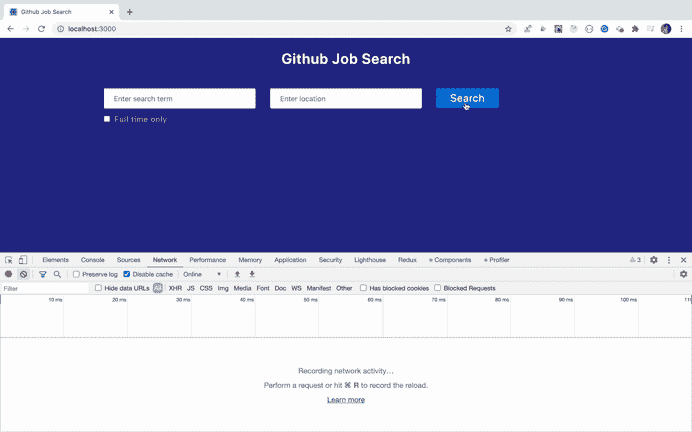 Github Job Search
localhost:3000
Github Job Search
Enter search term
Enter location
Search
Full time only
Elements Console Sources Network Performance Memory Application Security Lighthouse Redux Components Profiler 3
Preserve log Disable cache Online
Filter Hide data URLs All XHR JS CSS Img Media Font Doc WS Manifest Other Has blocked cookies Blocked Requests
10 ms 20 ms 30 ms 40 ms 50 ms 60 ms 70 ms 80 ms 90 ms 100 ms
Recording network activity…
Perform a request or hit ⌘ R to record the reload.
Learn more